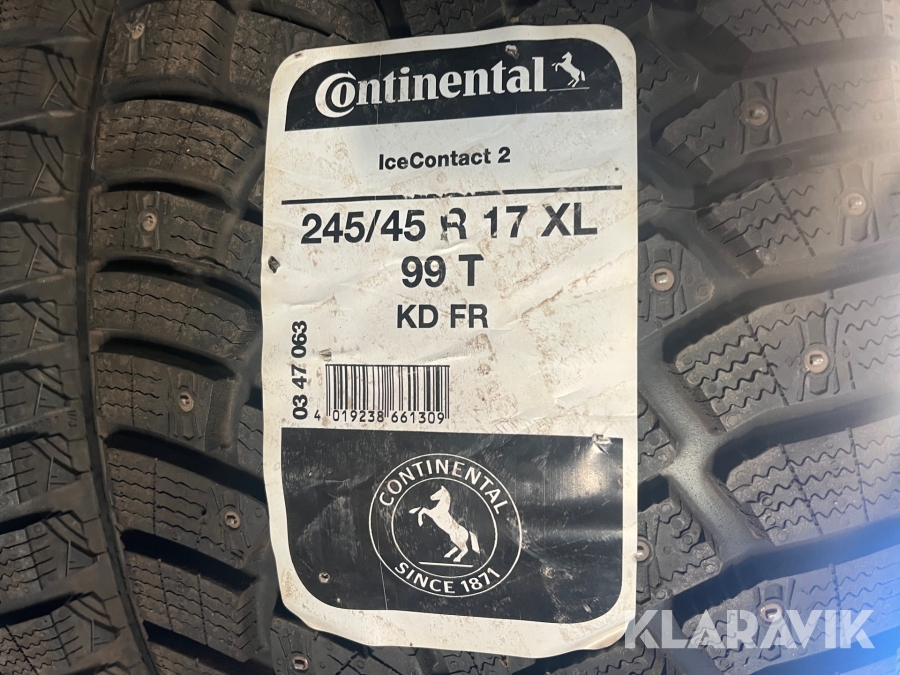 Continental
IceContact 2
245/45 R 17 XL
99 T
KD FR
03 47 063
4 019238 661309
CONTINENTAL
SINCE 1871
KLARAVIK